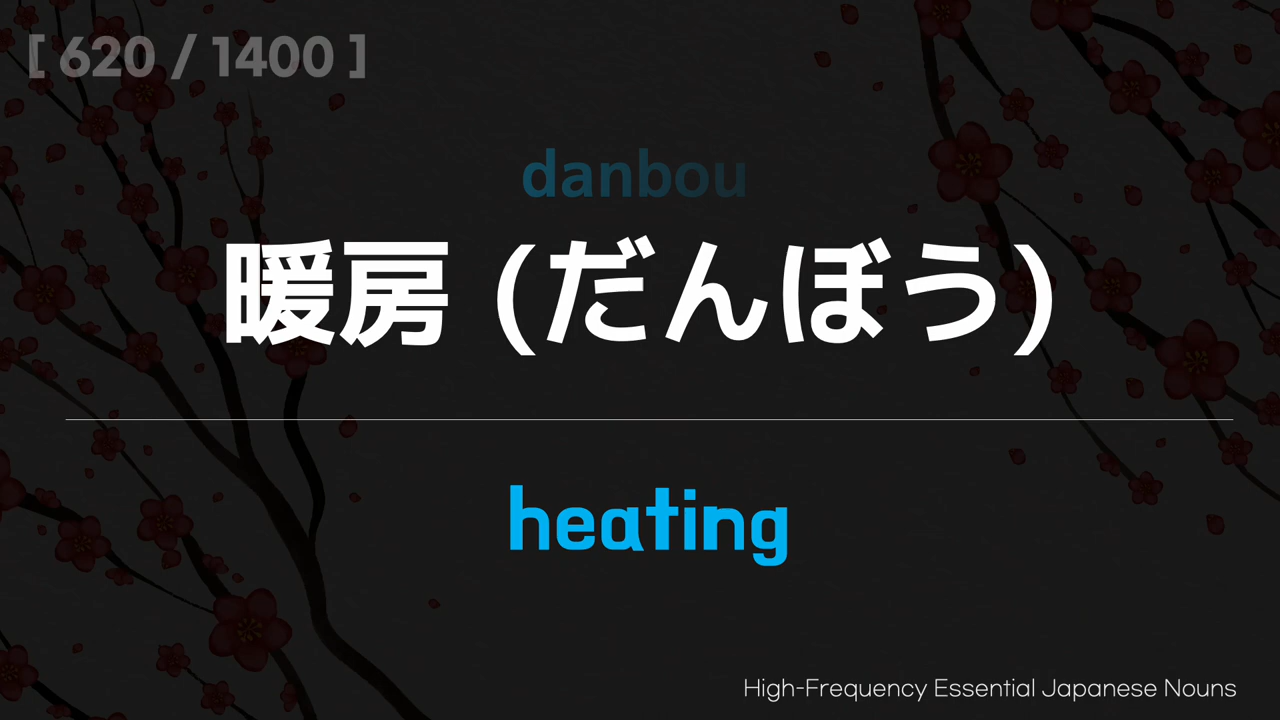 [ 620 / 1400 ]
danbou
暖房 (だんぼう)
heating
High-Frequency Essential Japanese Nouns